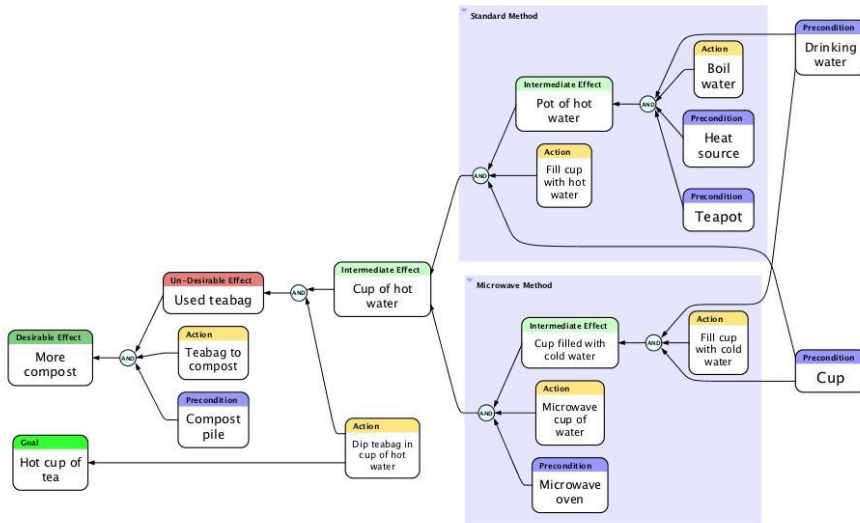 Standard Method
Precondition
Drinking
water
Action
Boil
water
Intermediate Effect
Pot of hot
water
AND
Precondition
Heat
source
Action
Fill cup
with hot
water
AND
Precondition
Teapot
Un-Desirable Effect
Used teabag
AND
Intermediate Effect
Cup of hot
water
Microwave Method
Desirable Effect
More
compost
AND
Action
Teabag to
compost
Intermediate Effect
Cup filled with
cold water
AND
Action
Fill cup
with cold
water
Precondition
Cup
Precondition
Compost
pile
Action
Microwave
cup of
water
AND
Goal
Hot cup of
tea
Action
Dip teabag in
cup of hot
water
Precondition
Microwave
oven